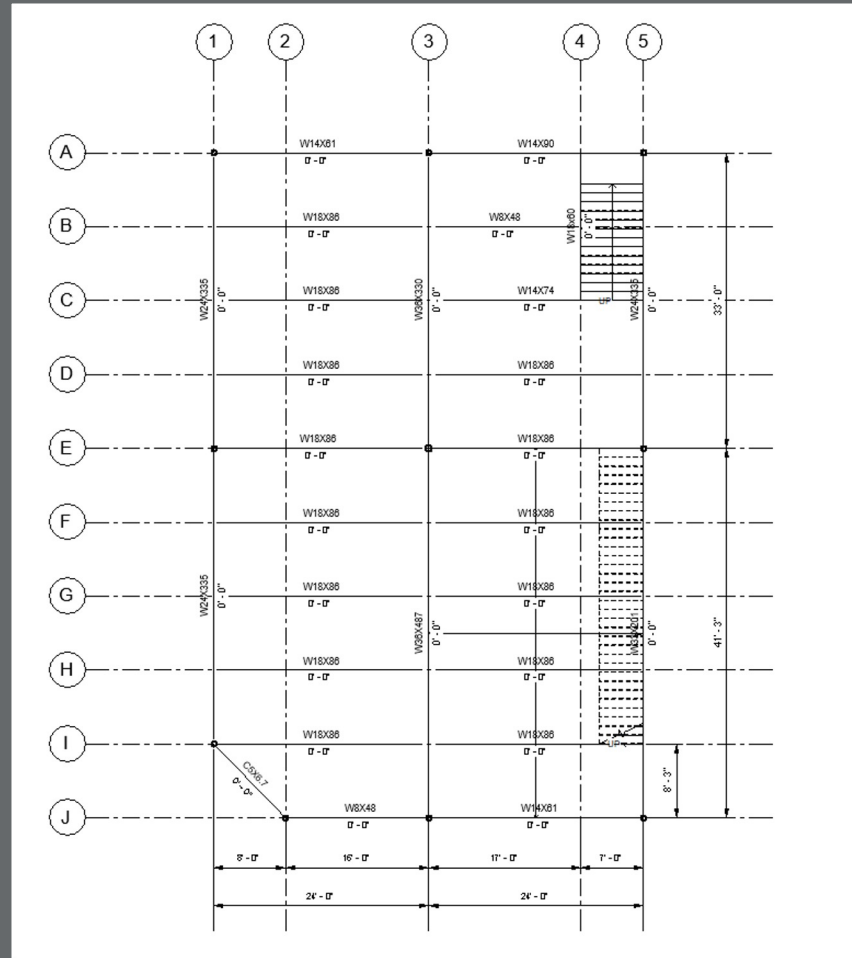 1 2 3 4 5
A W14X61 W14X90
0' - 0" 0' - 0"
B W18X86 W8X48 W18x60 0' - 0"
0' - 0" 0' - 0"
C W24X335 0' - 0" W18X86 W36X330 0' - 0" W14X74 UP W24X335 0' - 0" 33' - 0"
0' - 0" 0' - 0"
D W18X86 W18X86
0' - 0" 0' - 0"
E W18X86 W18X86
0' - 0" 0' - 0"
F W18X86 W18X86
0' - 0" 0' - 0"
G W24X335 0' - 0" W18X86 W18X86
0' - 0" 0' - 0"
W36X487 0' - 0" 0' - 0" 41' - 3"
H W18X86 W18X86
0' - 0" 0' - 0"
I W18X86 W18X86 UP
0' - 0" 0' - 0"
C5X6.7 0' - 0" 8' - 3"
J W8X48 W14X61
0' - 0" 0' - 0"
8' - 0" 16' - 0" 17' - 0" 7' - 0"
24' - 0" 24' - 0"